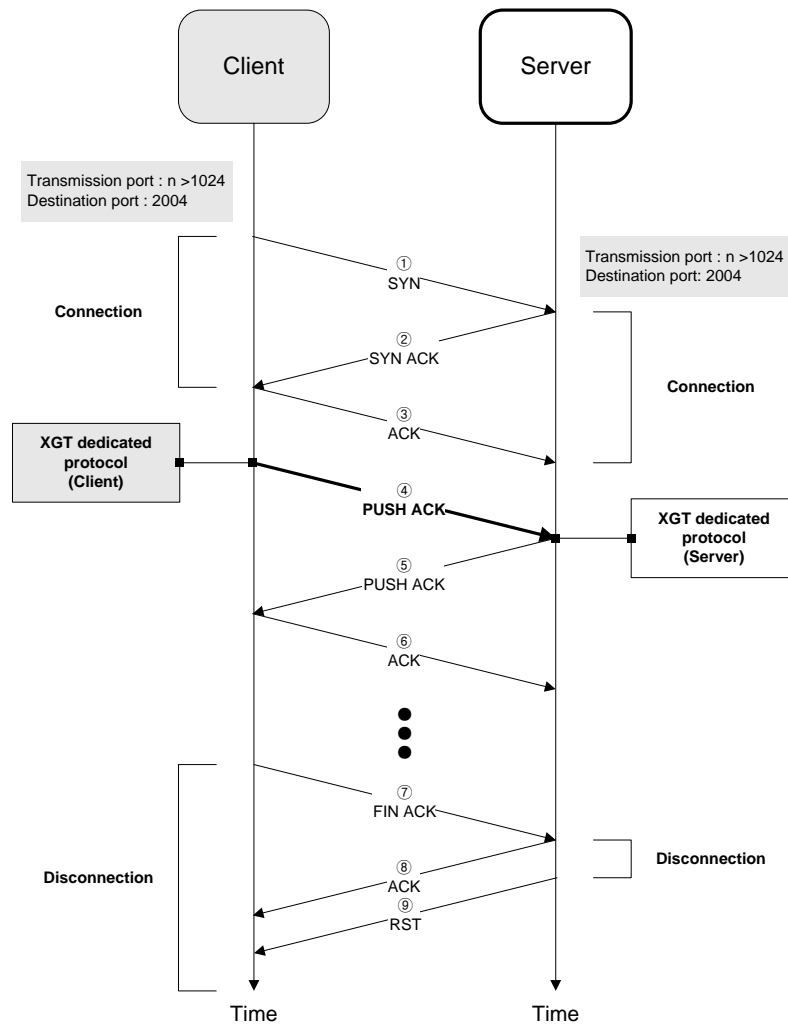 Client
Server
Transmission port : n >1024
Destination port : 2004
Transmission port : n >1024
Destination port: 2004
①
SYN
Connection
②
SYN ACK
Connection
③
ACK
XGT dedicated
protocol
(Client)
④
PUSH ACK
XGT dedicated
protocol
(Server)
⑤
PUSH ACK
⑥
ACK
⑦
FIN ACK
Disconnection
⑧
ACK
Disconnection
⑨
RST
Time
Time